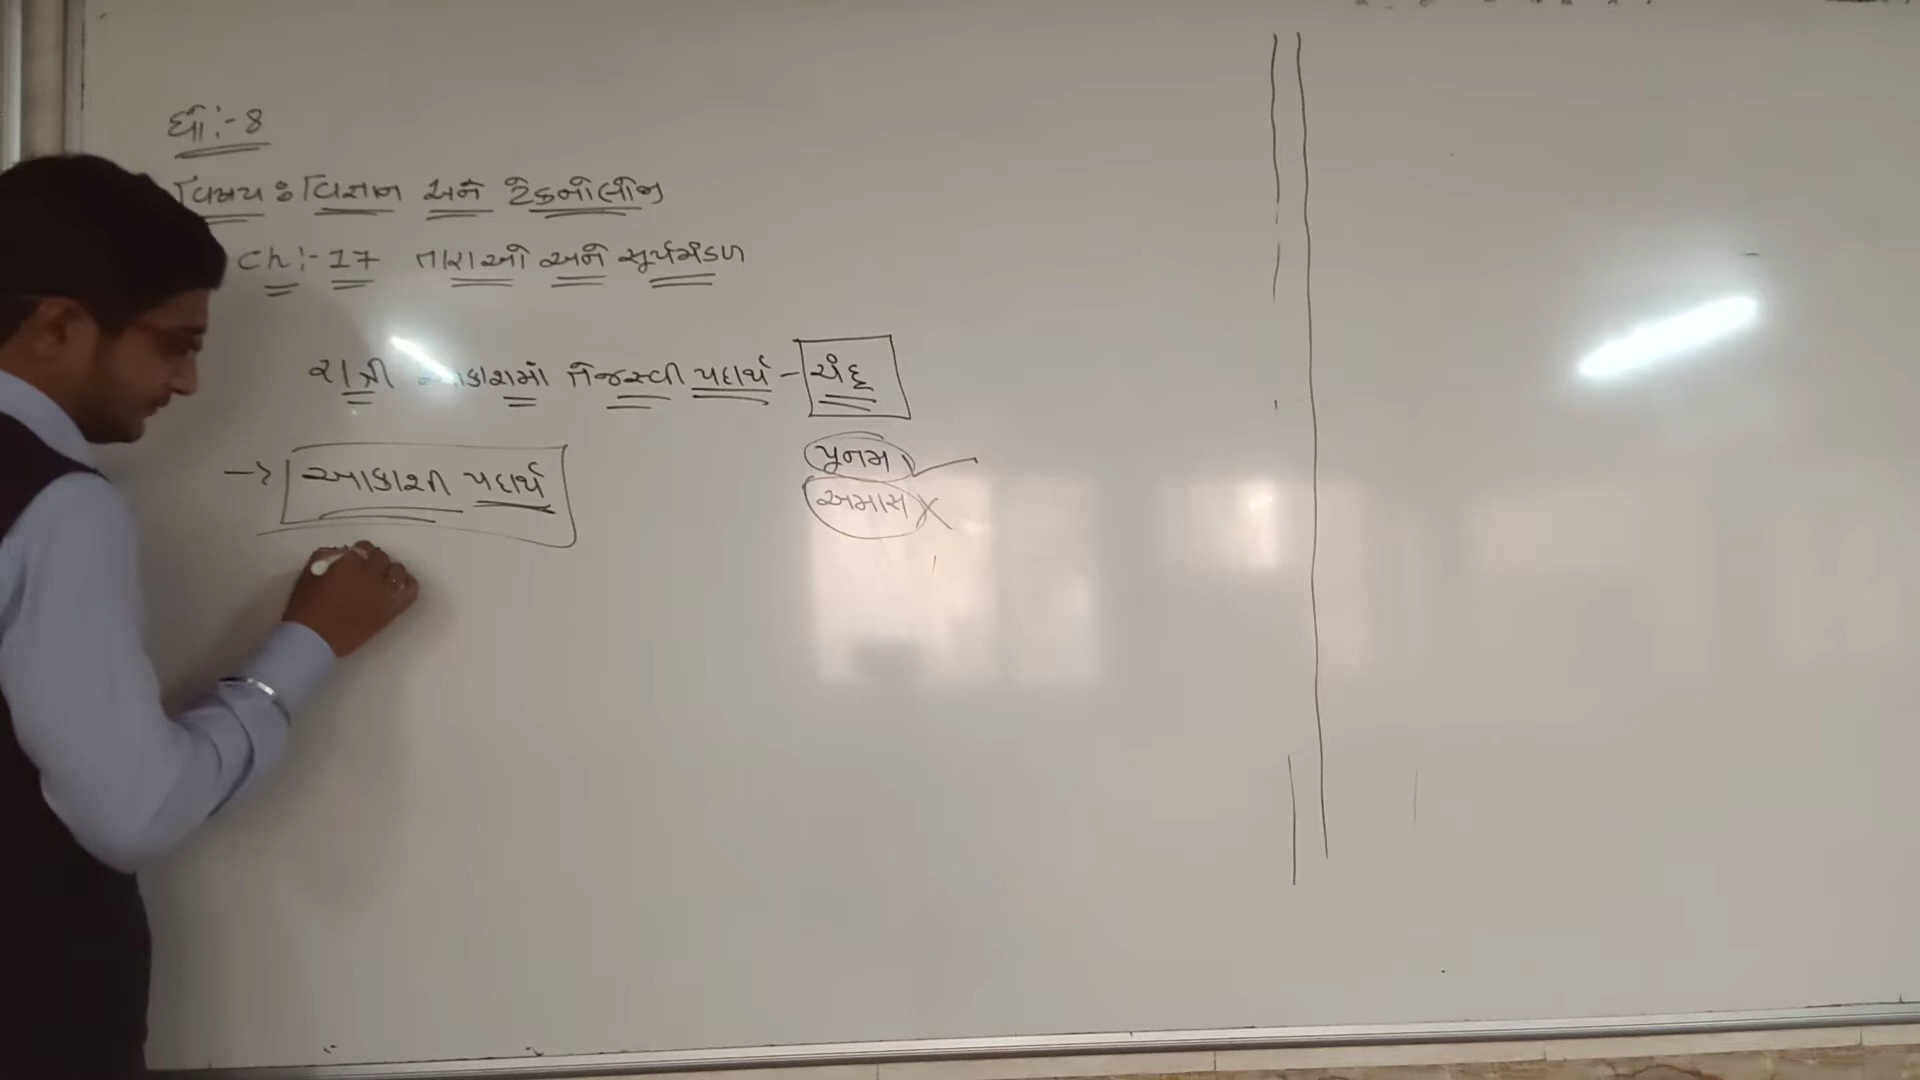 ધો:-8
વિષય : વિજ્ઞાન અને ટેકનોલોજી
Ch:-17 તારાઓ અને સૂર્યમંડળ
રાત્રી આકાશમાં તેજસ્વી પદાર્થ - ચંદ્ર
પૂનમ
→ આકાશી પદાર્થ
અમાસ